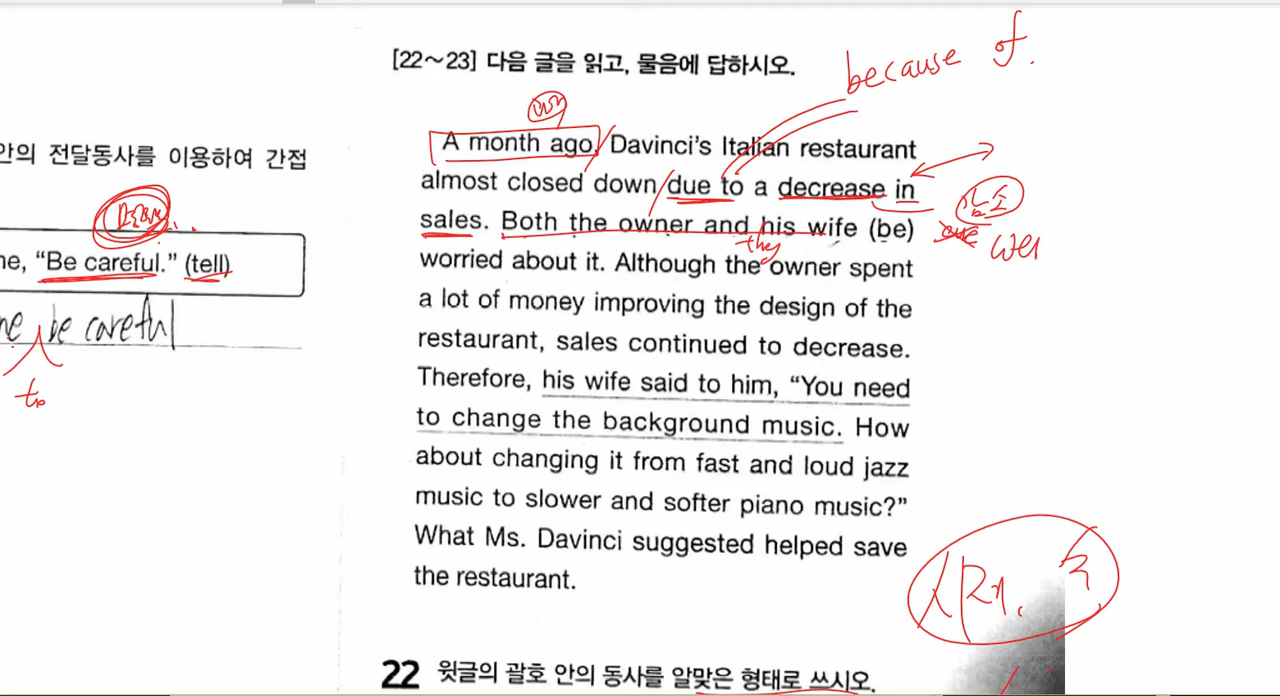 안의 전달동사를 이용하여 간접
ne, “Be careful.” (tell)
ne be careful
to
[22～23] 다음 글을 읽고, 물음에 답하시오.
because of
A month ago, Davinci’s Italian restaurant
almost closed down due to a decrease in
감소
sales. Both the owner and his wife (be)
they
wer
worried about it. Although the owner spent
a lot of money improving the design of the
restaurant, sales continued to decrease.
Therefore, his wife said to him, “You need
to change the background music. How
about changing it from fast and loud jazz
music to slower and softer piano music?”
What Ms. Davinci suggested helped save
the restaurant.
22 윗글의 괄호 안의 동사를 알맞은 형태로 쓰시오.